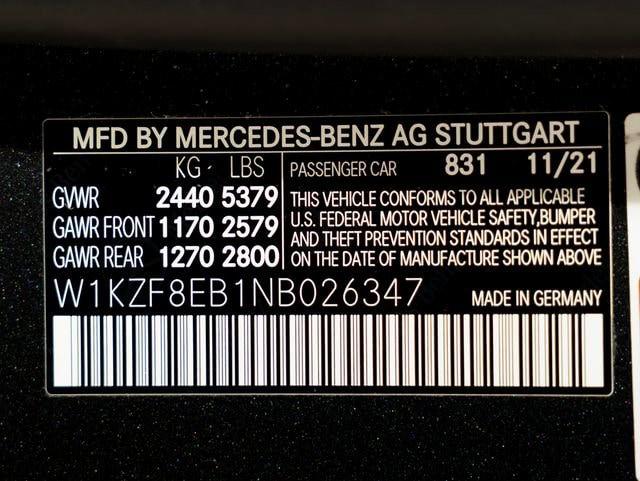 MFD BY MERCEDES-BENZ AG STUTTGART
KG LBS
GVWR 2440 5379
GAWR FRONT 1170 2579
GAWR REAR 1270 2800
PASSENGER CAR 831 11/21
THIS VEHICLE CONFORMS TO ALL APPLICABLE
U.S. FEDERAL MOTOR VEHICLE SAFETY,BUMPER
AND THEFT PREVENTION STANDARDS IN EFFECT
ON THE DATE OF MANUFACTURE SHOWN ABOVE
W1KZF8EB1NB026347 MADE IN GERMANY